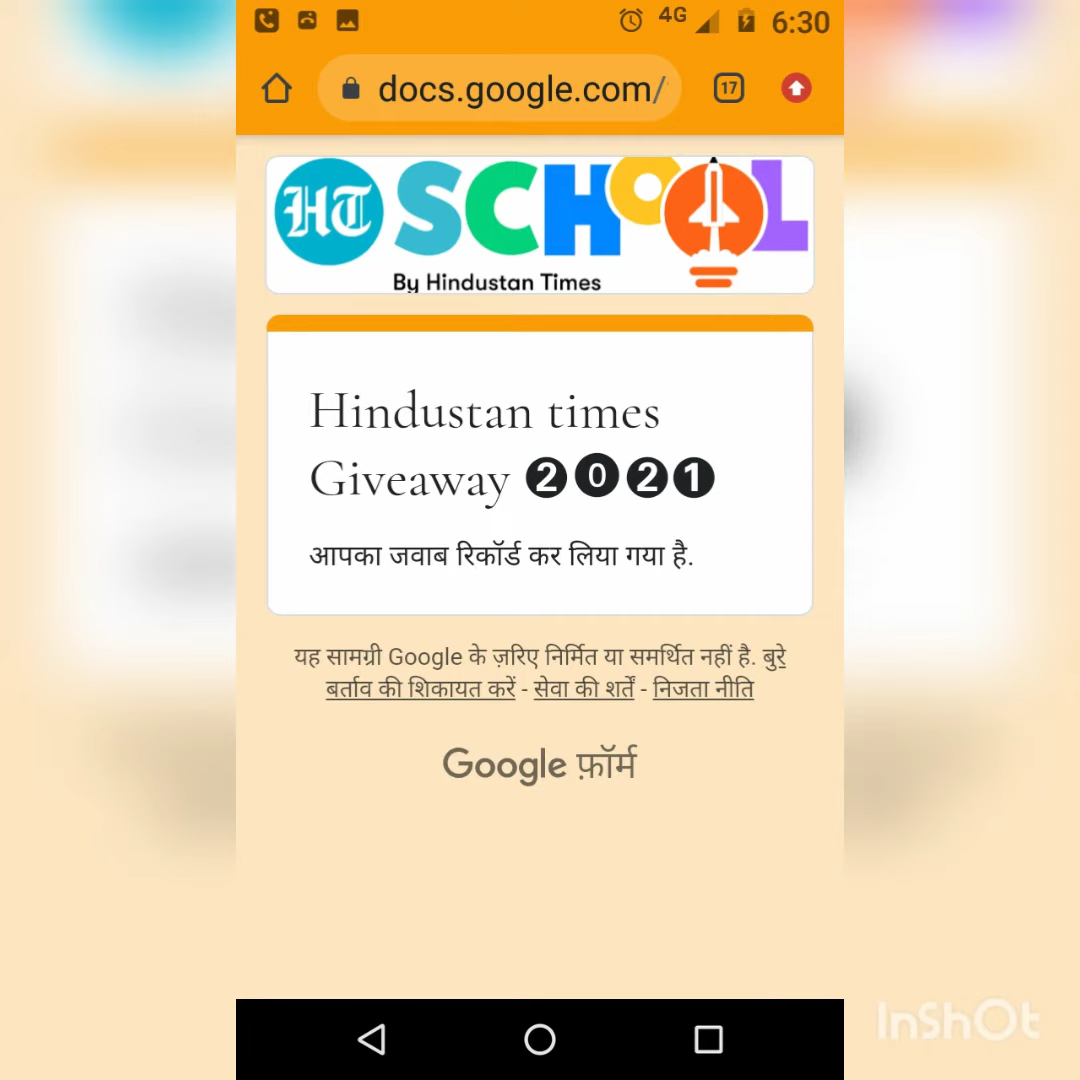 4G 6:30
docs.google.com/ 17
HT SCHOOL
By Hindustan Times
Hindustan times
Giveaway ❷⓿❷❶
आपका जवाब रिकॉर्ड कर लिया गया है.
यह सामग्री Google के ज़रिए निर्मित या समर्थित नहीं है. बुरे
बर्ताव की शिकायत करें - सेवा की शर्तें - निजता नीति
Google फ़ॉर्म
InShOt